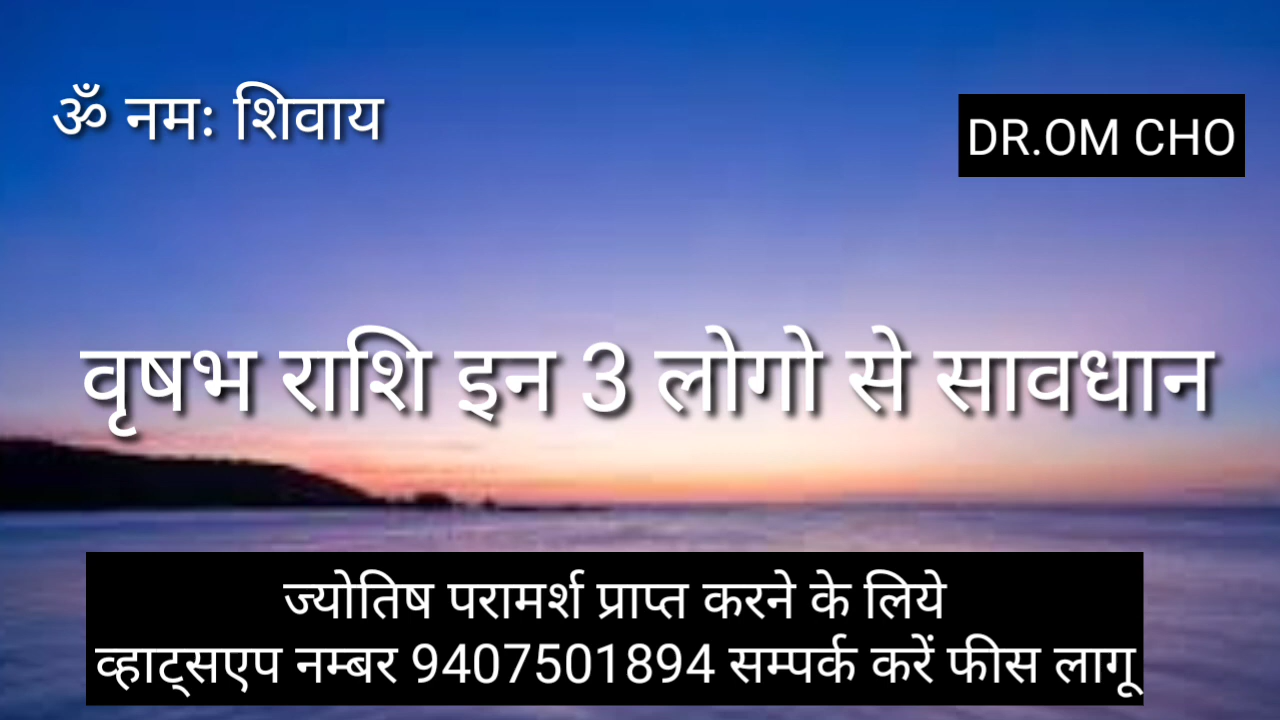 ॐ नमः शिवाय
DR.OM CHO
वृषभ राशि इन 3 लोगो से सावधान
ज्योतिष परामर्श प्राप्त करने के लिये
व्हाट्सएप नम्बर 9407501894 सम्पर्क करें फीस लागू